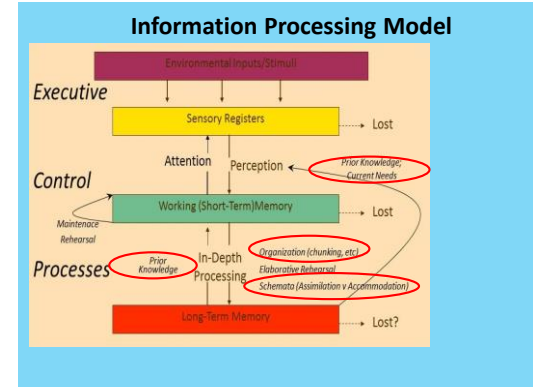 Information Processing Model
Environmental Inputs/Stimuli
Executive
Sensory Registers
Lost
Attention
Perception
Prior Knowledge;
Current Needs
Control
Working (Short-Term)Memory
Lost
Maintenace
Rehearsal
Organization (chunking, etc)
Prior
Knowledge
In-Depth
Processing
Elaborative Rehearsal
Processes
Schemata (Assimilation v Accommodation)
Long-Term Memory
Lost?